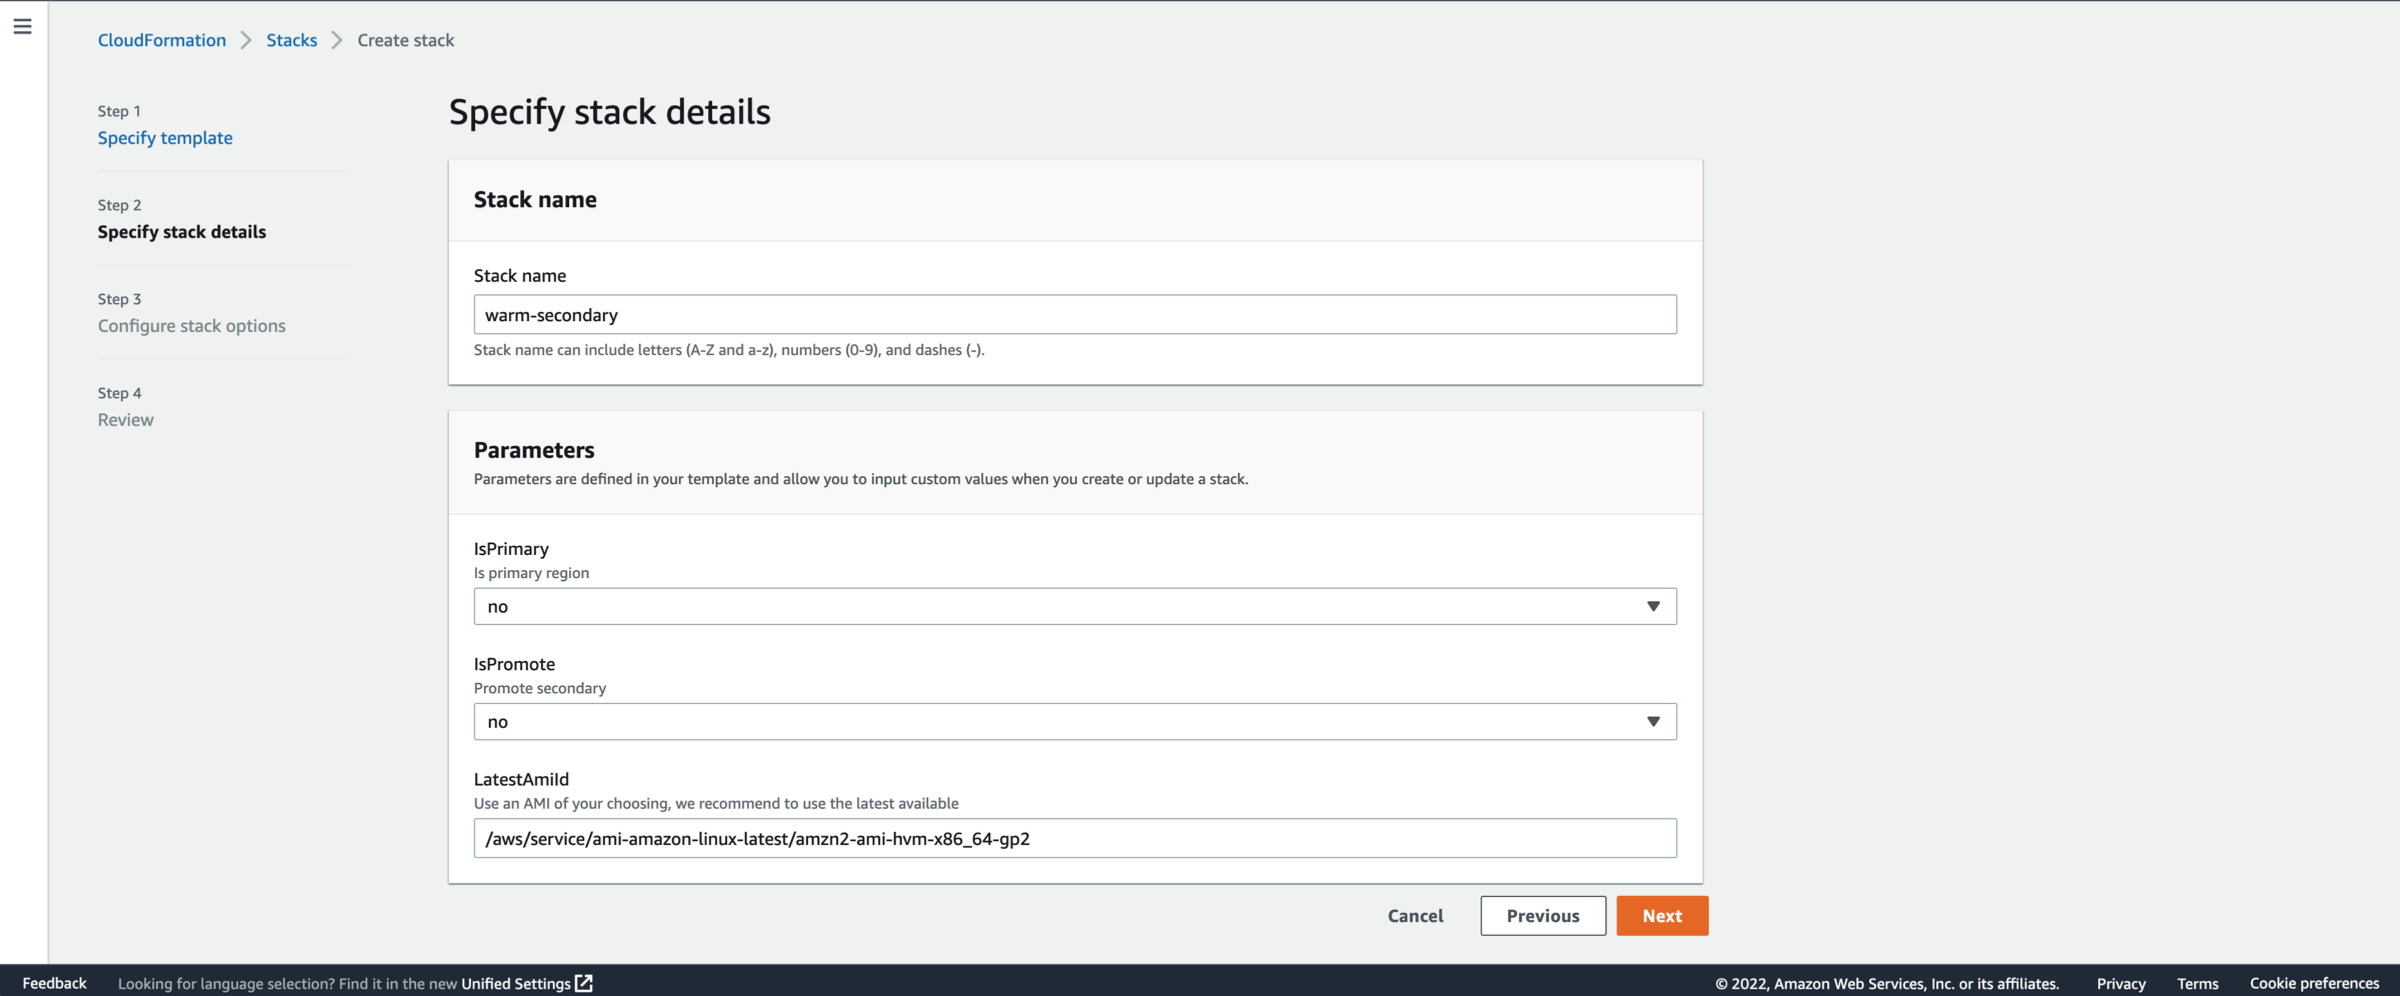 CloudFormation > Stacks > Create stack
Step 1
Specify template
Step 2
Specify stack details
Step 3
Configure stack options
Step 4
Review
Specify stack details
Stack name
Stack name
warm-secondary
Stack name can include letters (A-Z and a-z), numbers (0-9), and dashes (-).
Parameters
Parameters are defined in your template and allow you to input custom values when you create or update a stack.
IsPrimary
Is primary region
no
IsPromote
Promote secondary
no
LatestAmiId
Use an AMI of your choosing, we recommend to use the latest available
/aws/service/ami-amazon-linux-latest/amzn2-ami-hvm-x86_64-gp2
Cancel Previous Next
Feedback Looking for language selection? Find it in the new Unified Settings © 2022, Amazon Web Services, Inc. or its affiliates. Privacy Terms Cookie preferences